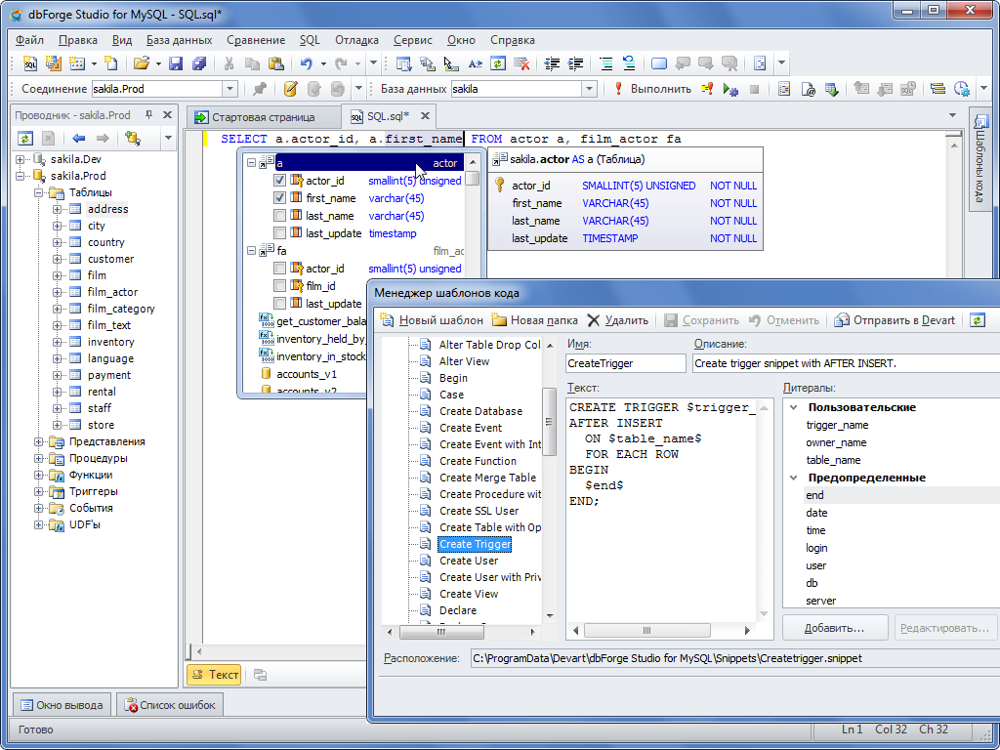 dbForge Studio for MySQL - SQL.sql*
Файл Правка Вид База данных Сравнение SQL Отладка Сервис Окно Справка
Соединение sakila.Prod База данных sakila Выполнить
Проводник - sakila.Prod
sakila.Dev
sakila.Prod
Таблицы
address
city
country
customer
film
film_actor
film_category
film_text
inventory
language
payment
rental
staff
store
Представления
Процедуры
Функции
Триггеры
События
UDF'ы
Стартовая страница SQL.sql*
SELECT a.actor_id, a.first_name FROM actor a, film_actor fa
a actor
actor_id smallint(5) unsigned
first_name varchar(45)
last_name varchar(45)
last_update timestamp
fa film_ac
actor_id smallint(5) unsigned
film_id
last_update
get_customer_bala
inventory_held_by_
inventory_in_stock
accounts_v1
accounts_v2
sakila.actor AS a (Таблица)
actor_id SMALLINT(5) UNSIGNED NOT NULL
first_name VARCHAR(45) NOT NULL
last_name VARCHAR(45) NOT NULL
last_update TIMESTAMP NOT NULL
Шаблоны кода
Менеджер шаблонов кода
Новый шаблон Новая папка Удалить Сохранить Отменить Отправить в Devart
Alter Table Drop Col
Alter View
Begin
Case
Create Database
Create Event
Create Event with Int
Create Function
Create Merge Table
Create Procedure wit
Create SSL User
Create Table with Op
Create Trigger
Create User
Create User with Priv
Create View
Declare
Имя: Описание:
CreateTrigger Create trigger snippet with AFTER INSERT.
Текст: Литералы:
CREATE TRIGGER $trigger_
AFTER INSERT
ON $table_name$
FOR EACH ROW
BEGIN
$end$
END;
Пользовательские
trigger_name
owner_name
table_name
Предопределенные
end
date
time
login
user
db
server
Добавить... Редактировать...
Расположение: C:\ProgramData\Devart\dbForge Studio for MySQL\Snippets\Createtrigger.snippet
Текст
Окно вывода Список ошибок
Готово Ln 1 Col 32 Ch 32